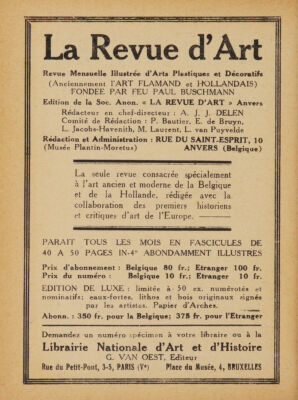 La Revue d'Art
Revue Mensuelle Illustrée d'Arts Plastiques et Décoratifs
(Anciennement l'ART FLAMAND et HOLLANDAIS)
FONDÉE PAR FEU PAUL BUSCHMANN
Edition de la Soc. Anon. « LA REVUE D'ART » Anvers
Rédacteur en chef-directeur : A. J. J. DELEN
Comité de Rédaction : P. Bautier, E. de Bruyn,
L. Jacobs-Havenith, M. Laurent, L. van Puyvelde
Rédaction et Administration : RUE DU SAINT-ESPRIT, 10
(Musée Plantin-Moretus) ANVERS (Belgique)
La seule revue consacrée spécialement
à l'art ancien et moderne de la Belgique
et de la Hollande, rédigée avec la
collaboration des premiers historiens
et critiques d'art de l'Europe.
PARAIT TOUS LES MOIS EN FASCICULES DE
40 A 50 PAGES IN-4° ABONDAMMENT ILLUSTRÉS
Prix d'abonnement : Belgique 80 fr.; Etranger 100 fr.
Prix du numéro : Belgique 10 fr.; Etranger 10 fr.
EDITION DE LUXE : limitée à 50 ex. numérotés et
nominatifs; eaux-fortes, lithos et bois originaux signés
par les artistes. Papier d'Arches.
Abonn. : 350 fr. pour la Belgique; 375 fr. pour l'Etranger
Demandez un numéro spécimen à votre libraire ou à la
Librairie Nationale d'Art et d'Histoire
G. VAN OEST, Editeur
Rue du Petit-Pont, 3-5, PARIS (Vᵉ) Place du Musée, 4, BRUXELLES